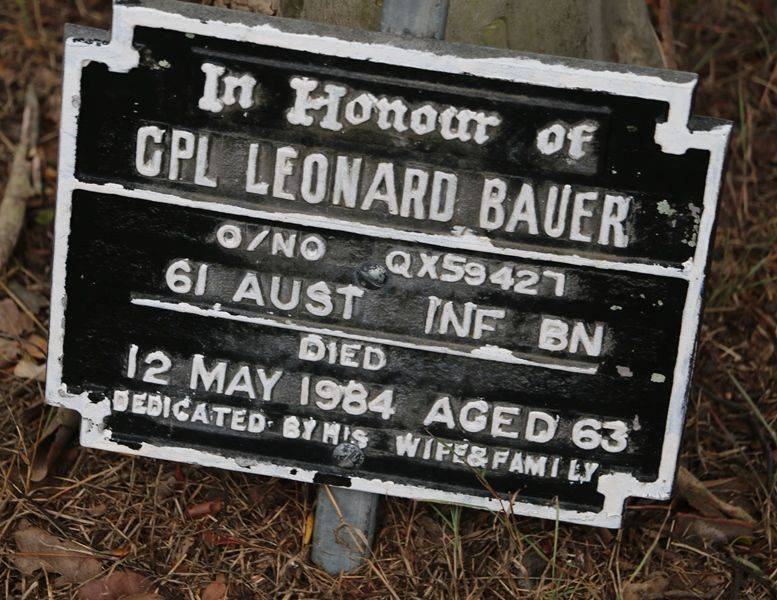 In Honour of
CPL LEONARD BAUER
O/NO QX59427
61 AUST INF BN
DIED
12 MAY 1984 AGED 63
DEDICATED BY HIS WIFE & FAMILY